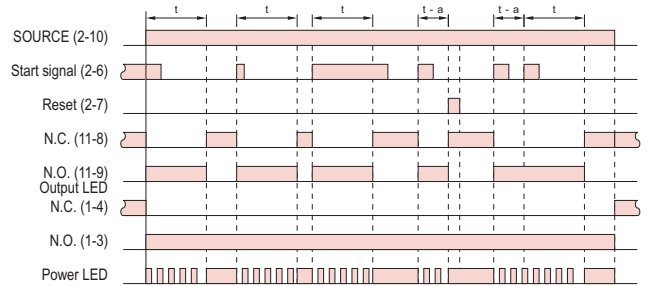 t t t t - a t - a t
SOURCE (2-10)
Start signal (2-6)
Reset (2-7)
N.C. (11-8)
N.O. (11-9)
Output LED
N.C. (1-4)
N.O. (1-3)
Power LED